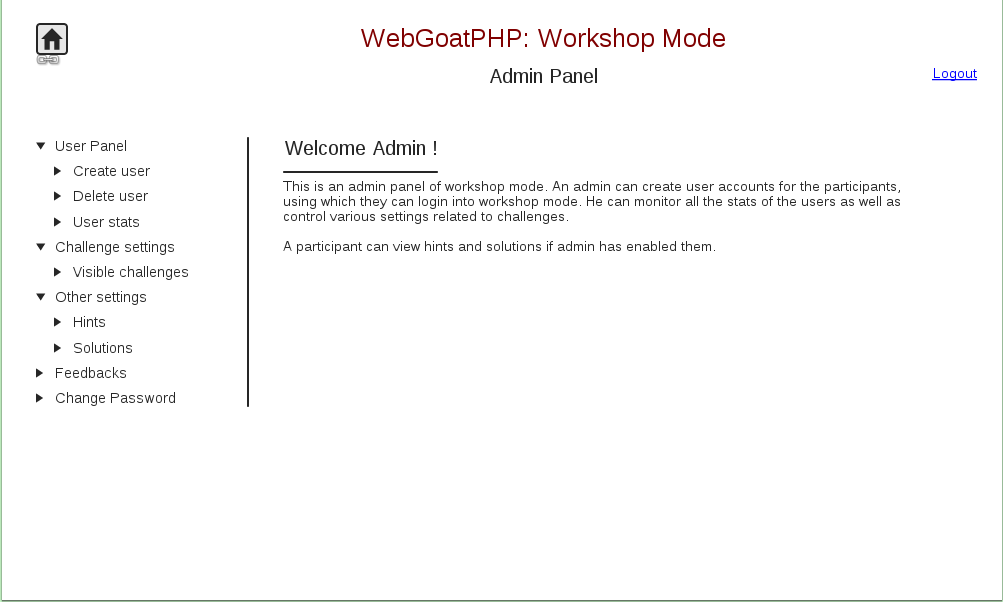 WebGoatPHP: Workshop Mode
Admin Panel
Logout
User Panel
Create user
Delete user
User stats
Challenge settings
Visible challenges
Other settings
Hints
Solutions
Feedbacks
Change Password
Welcome Admin !
This is an admin panel of workshop mode. An admin can create user accounts for the participants,
using which they can login into workshop mode. He can monitor all the stats of the users as well as
control various settings related to challenges.
A participant can view hints and solutions if admin has enabled them.